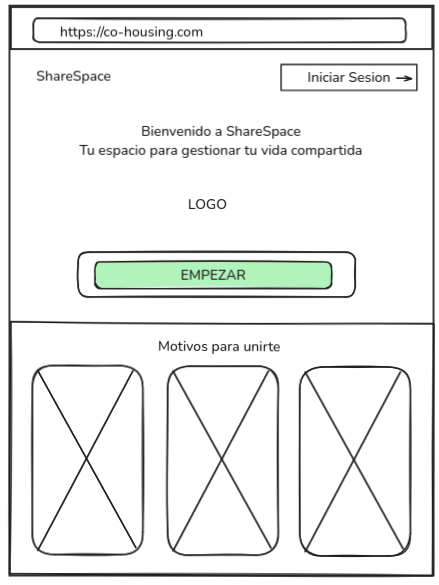 https://co-housing.com
ShareSpace
Iniciar Sesion
Bienvenido a ShareSpace
Tu espacio para gestionar tu vida compartida
LOGO
EMPEZAR
Motivos para unirte